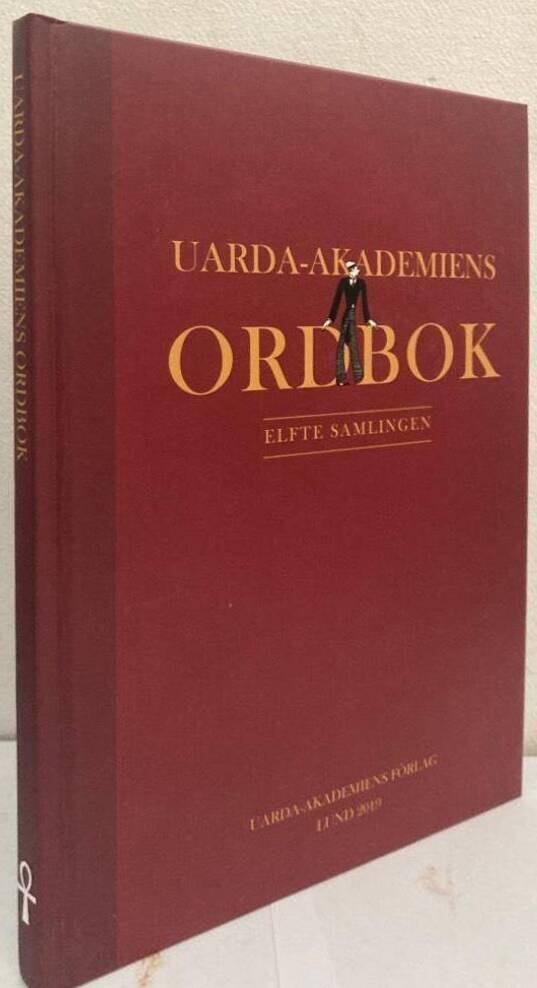 UARDA-AKADEMIENS ORDBOK
UARDA-AKADEMIENS
ORDBOK
ELFTE SAMLINGEN
UARDA-AKADEMIENS FÖRLAG
LUND 2019